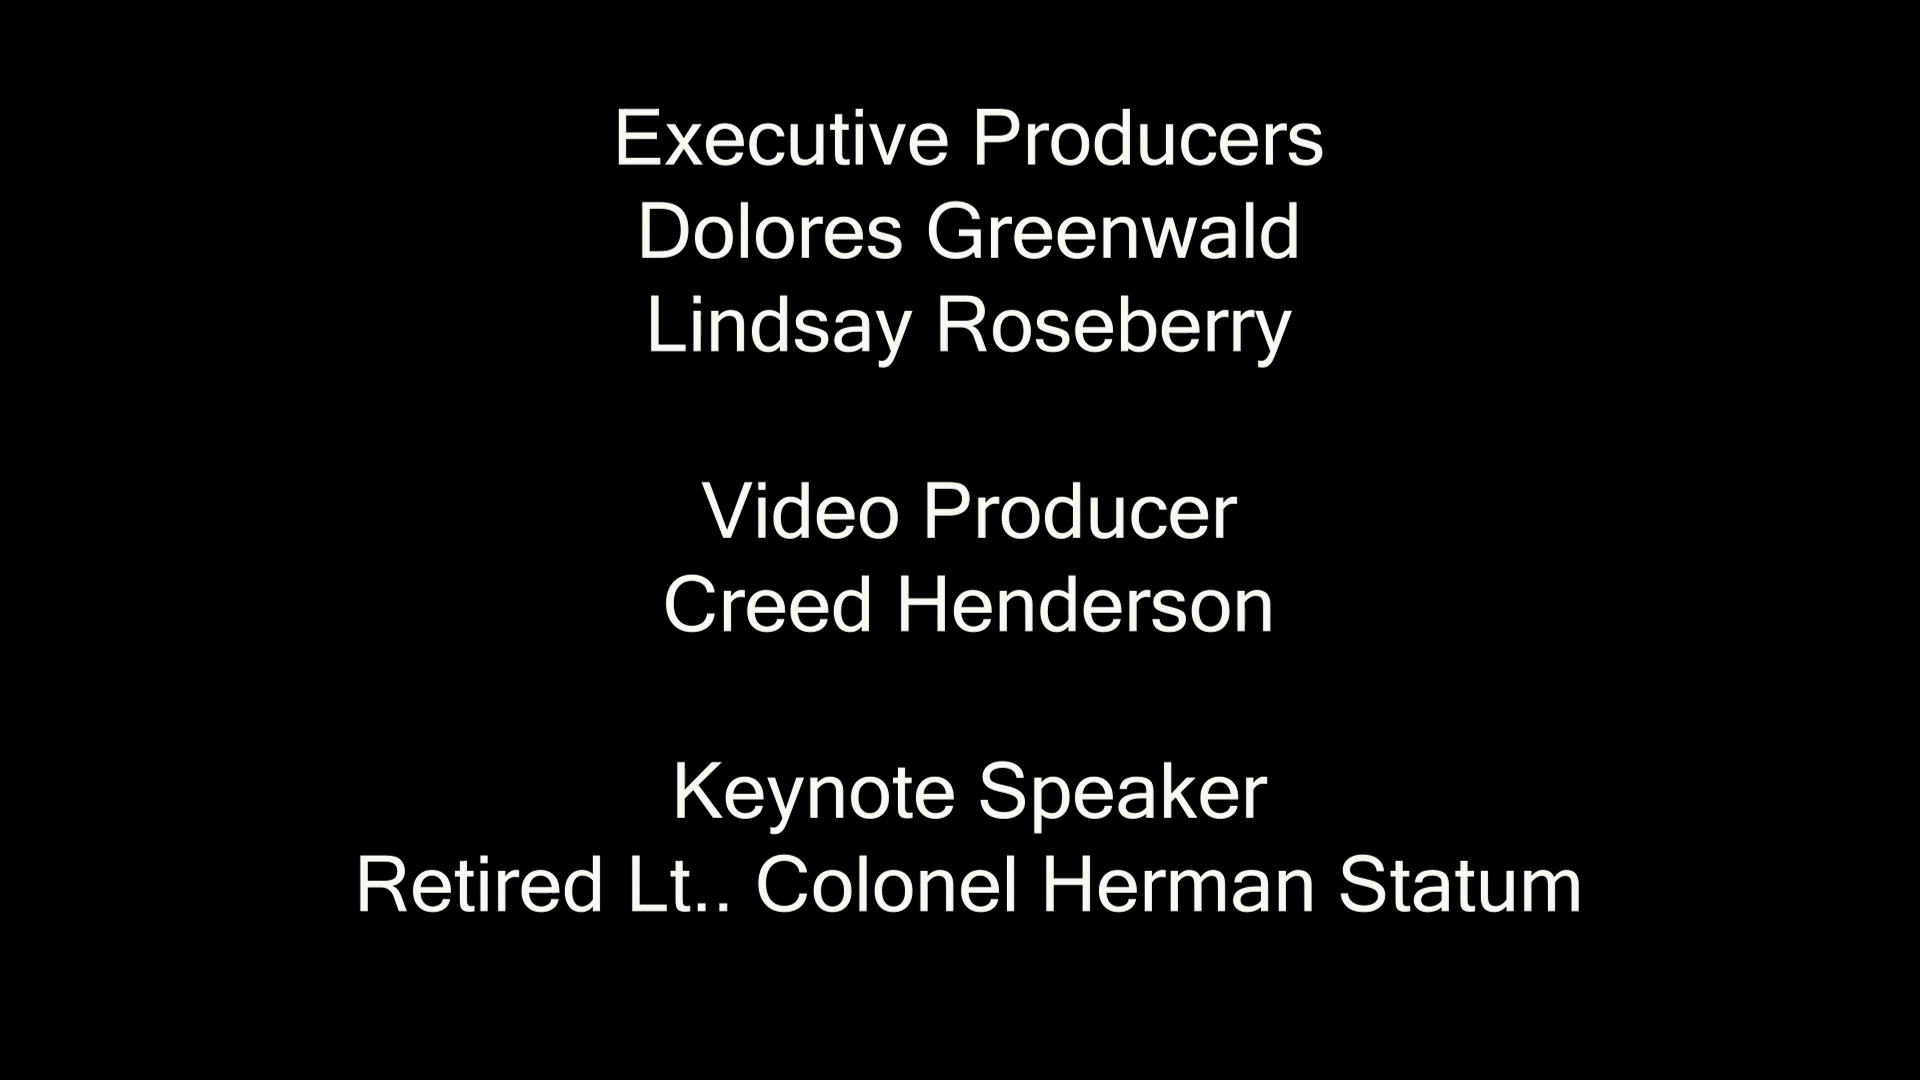 Executive Producers
Dolores Greenwald
Lindsay Roseberry
Video Producer
Creed Henderson
Keynote Speaker
Retired Lt.. Colonel Herman Statum